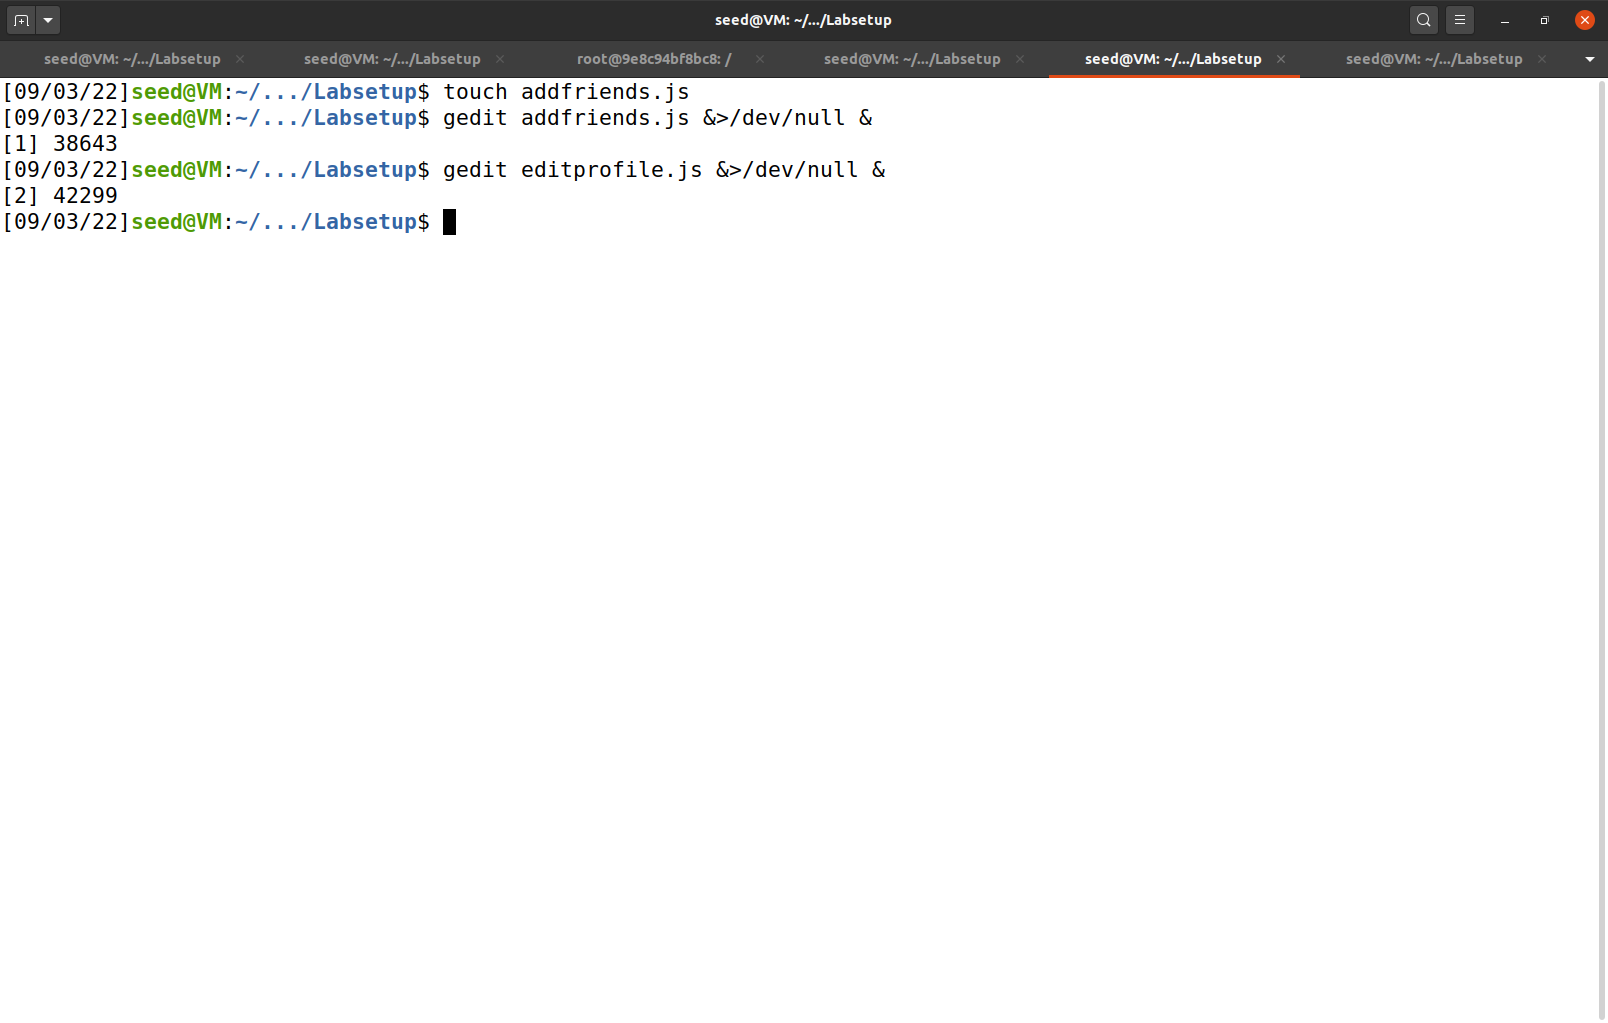 seed@VM: ~/.../Labsetup
seed@VM: ~/.../Labsetup
seed@VM: ~/.../Labsetup
root@9e8c94bf8bc8: /
seed@VM: ~/.../Labsetup
seed@VM: ~/.../Labsetup
seed@VM: ~/.../Labsetup
[09/03/22]seed@VM:~/.../Labsetup$ touch addfriends.js
[09/03/22]seed@VM:~/.../Labsetup$ gedit addfriends.js &>/dev/null &
[1] 38643
[09/03/22]seed@VM:~/.../Labsetup$ gedit editprofile.js &>/dev/null &
[2] 42299
[09/03/22]seed@VM:~/.../Labsetup$